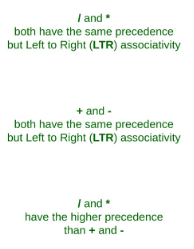 / and *
both have the same precedence
but Left to Right (LTR) associativity
+ and -
both have the same precedence
but Left to Right (LTR) associativity
/ and *
have the higher precedence
than + and -